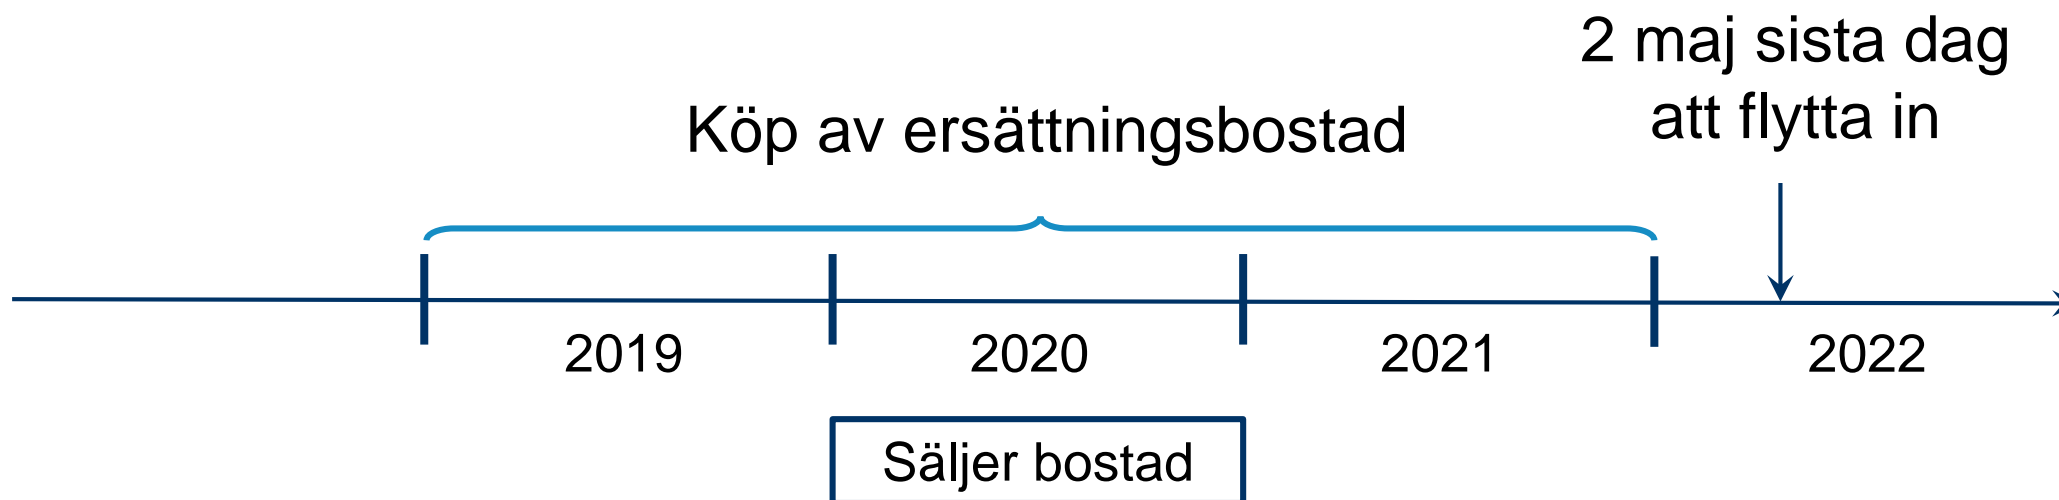 2 maj sista dag
att flytta in
Köp av ersättningsbostad
2019
2020
2021
2022
Säljer bostad